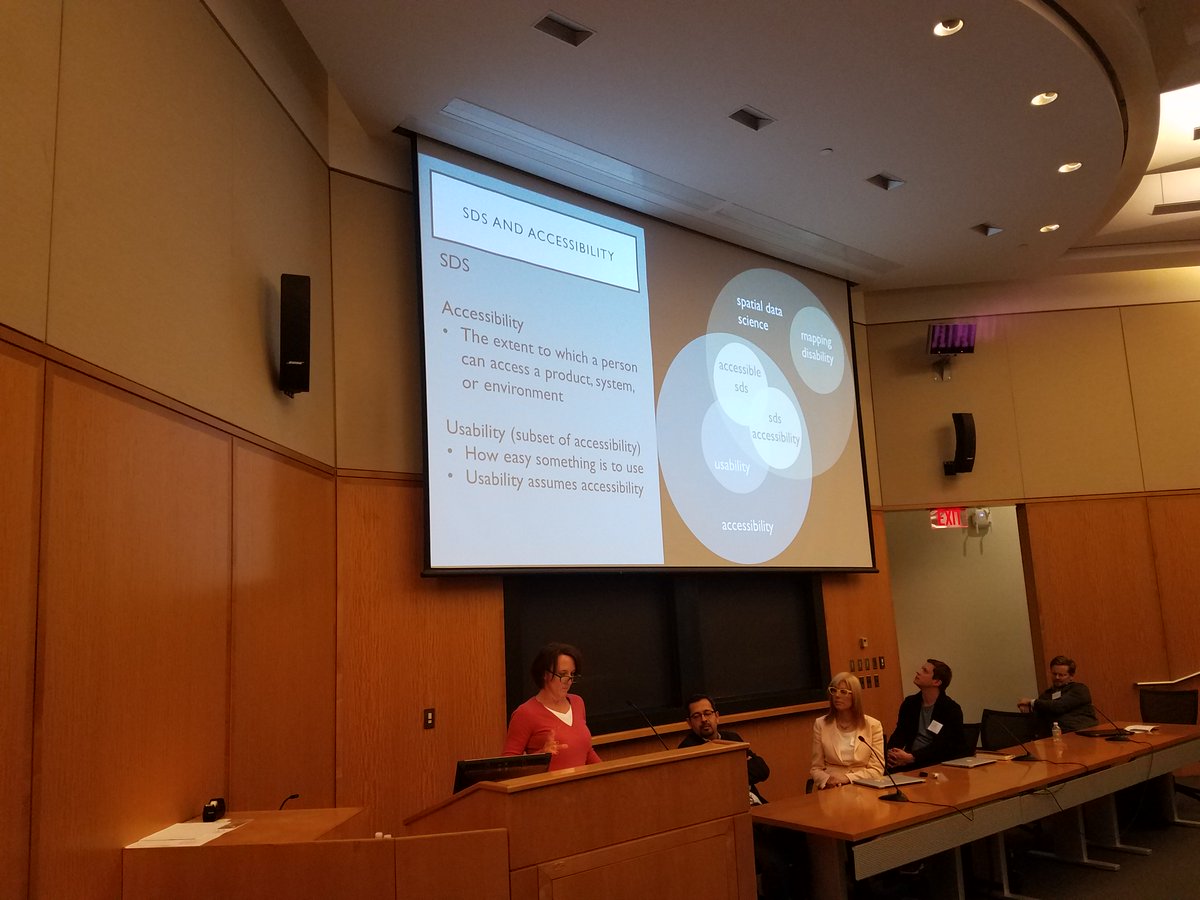 SDS AND ACCESSIBILITY
SDS
Accessibility
• The extent to which a person
can access a product, system,
or environment
Usability (subset of accessibility)
• How easy something is to use
• Usability assumes accessibility
spatial data
science
mapping
disability
accessible
sds
sds
accessibility
usability
accessibility
BOSE
EXIT